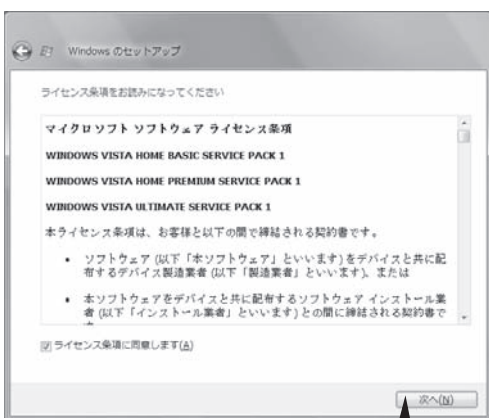 Windows のセットアップ
ライセンス条項をお読みになってください
マイクロソフト ソフトウェア ライセンス条項
WINDOWS VISTA HOME BASIC SERVICE PACK 1
WINDOWS VISTA HOME PREMIUM SERVICE PACK 1
WINDOWS VISTA ULTIMATE SERVICE PACK 1
本ライセンス条項は、お客様と以下の間で締結される契約書です。
• ソフトウェア (以下「本ソフトウェア」といいます) をデバイスと共に配
布するデバイス製造業者 (以下「製造業者」といいます)、または
• 本ソフトウェアをデバイスと共に配布するソフトウェア インストール業
者 (以下「インストール業者」といいます) との間に締結される契約書で
ライセンス条項に同意します(A)
次へ(N)